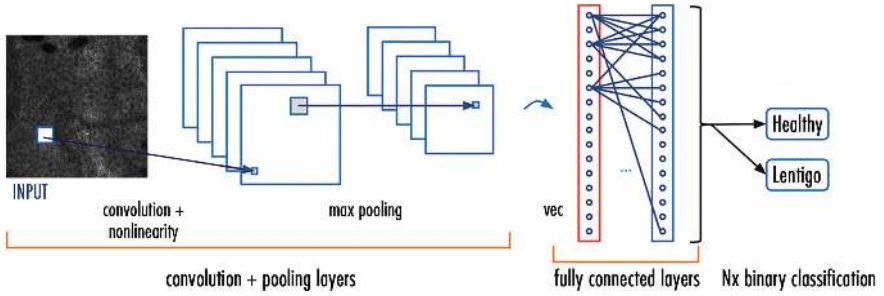 INPUT
convolution +
nonlinearity
max pooling
vec
...
Healthy
Lentigo
convolution + pooling layers
fully connected layers
Nx binary classification